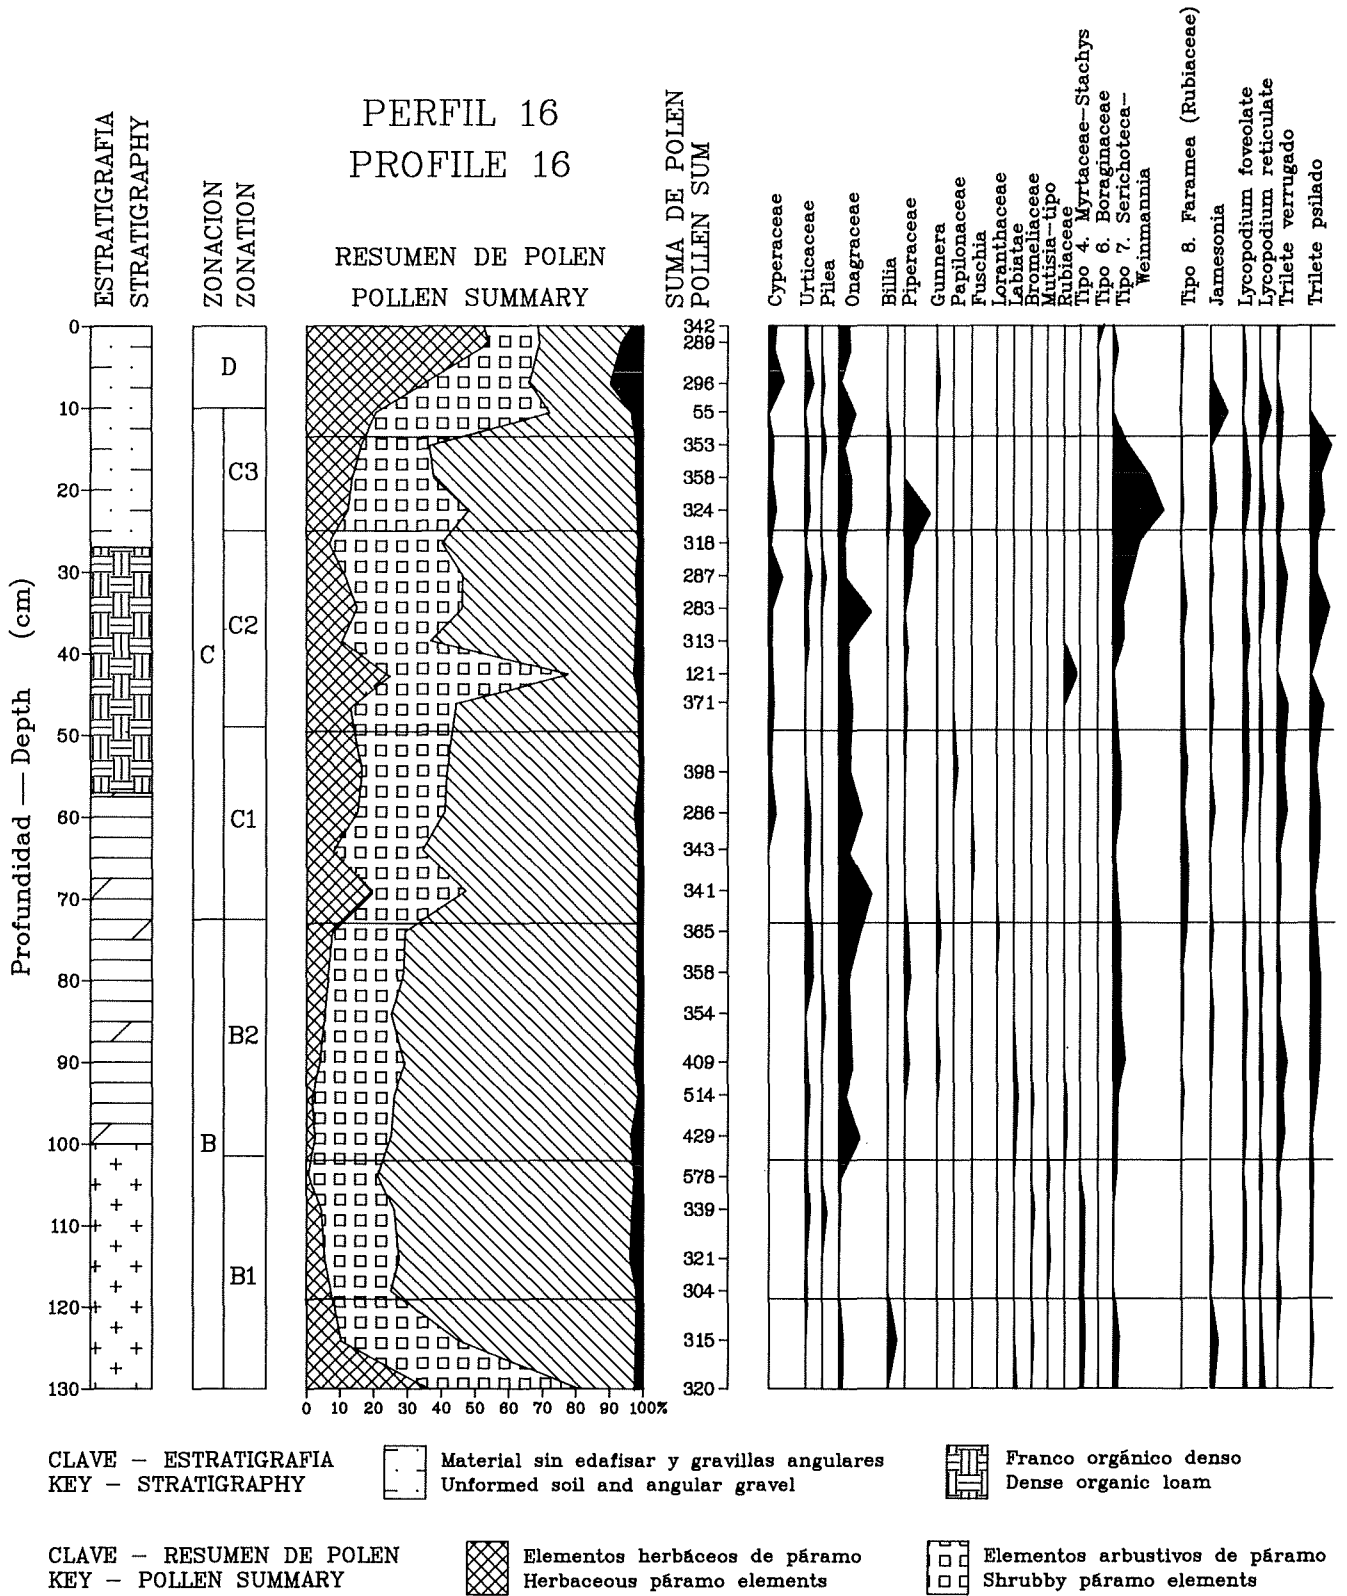 PERFIL 16
PROFILE 16
RESUMEN DE POLEN
POLLEN SUMMARY
ESTRATIGRAFIA
STRATIGRAPHY
ZONACION
ZONATION
SUMA DE POLEN
POLLEN SUM
Cyperaceae
Urticaceae
Pilea
Onagraceae
Billia
Piperaceae
Gunnera
Papilonaceae
Fuschia
Loranthaceae
Labiatae
Bromeliaceae
Mutisia-tipo
Rubiaceae
Tipo 4. Myrtaceae-Stachys
Tipo 6. Boraginaceae
Tipo 7. Serichoteca-
Weinmannia
Tipo 8. Faramea (Rubiaceae)
Jamesonia
Lycopodium foveolate
Lycopodium reticulate
Trilete verrugado
Trilete psilado
Profundidad — Depth (cm)
0
10
20
30
40
50
60
70
80
90
100
110
120
130
D
C3
C2
C
C1
B2
B
B1
342
289
296
55
353
358
324
318
287
283
313
121
371
398
286
343
341
365
358
354
409
514
429
578
339
321
304
315
320
0 10 20 30 40 50 60 70 80 90 100%
CLAVE – ESTRATIGRAFIA
KEY – STRATIGRAPHY
Material sin edafisar y gravillas angulares
Unformed soil and angular gravel
Franco orgánico denso
Dense organic loam
CLAVE – RESUMEN DE POLEN
KEY – POLLEN SUMMARY
Elementos herbáceos de páramo
Herbaceous páramo elements
Elementos arbustivos de páramo
Shrubby páramo elements